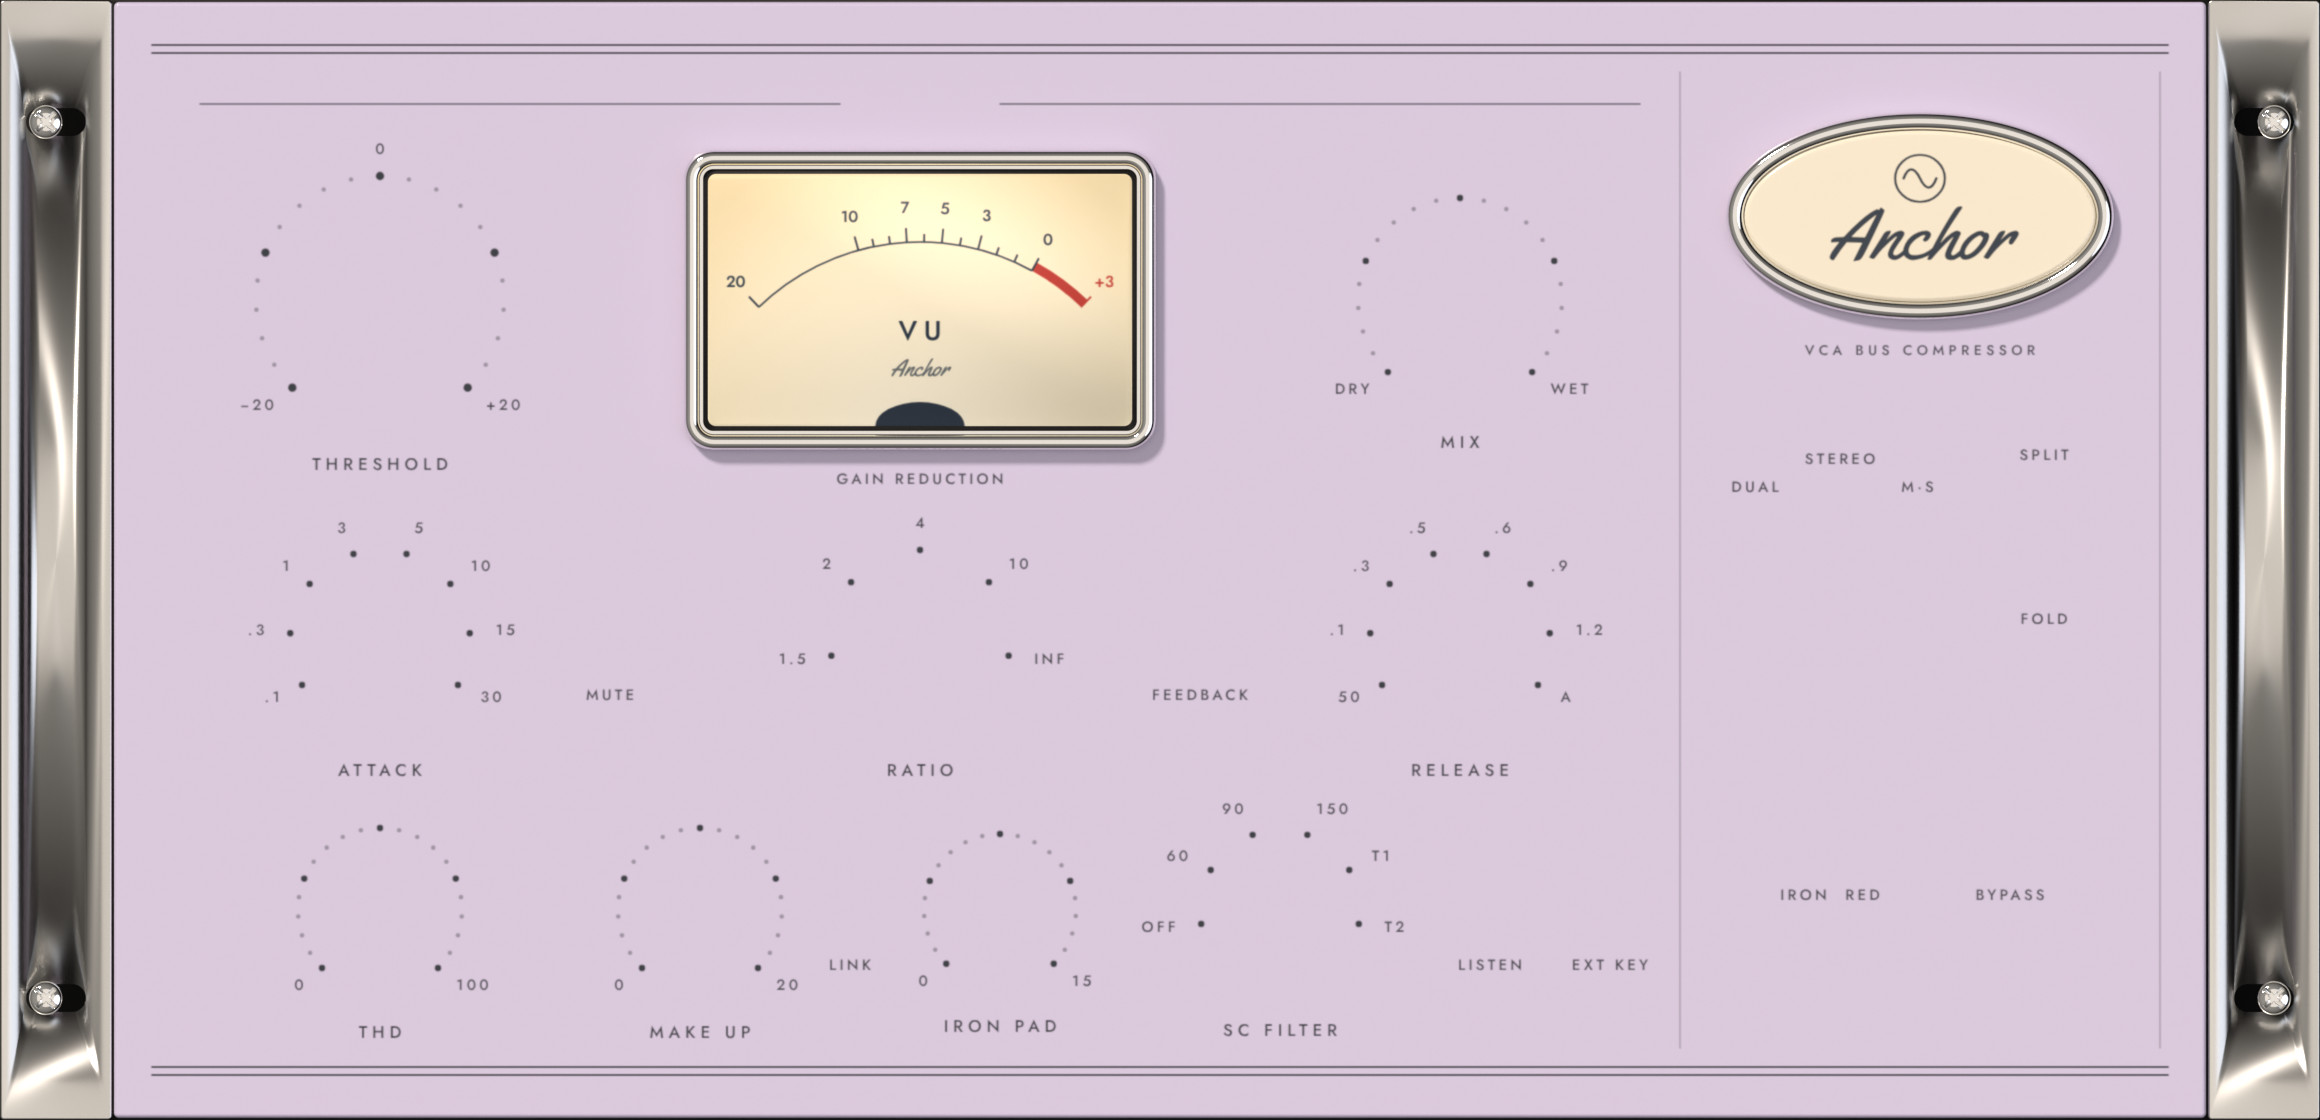 0
-20
+20
THRESHOLD
20
10
7
5
3
0
+3
VU
Anchor
GAIN REDUCTION
DRY
WET
MIX
Anchor
VCA BUS COMPRESSOR
STEREO
SPLIT
DUAL
M·S
FOLD
.1
.3
1
3
5
10
15
30
ATTACK
MUTE
1.5
2
4
10
INF
RATIO
FEEDBACK
50
.1
.3
.5
.6
.9
1.2
A
RELEASE
0
100
THD
0
20
MAKE UP
LINK
0
15
IRON PAD
OFF
60
90
150
T1
T2
SC FILTER
LISTEN
EXT KEY
IRON RED
BYPASS